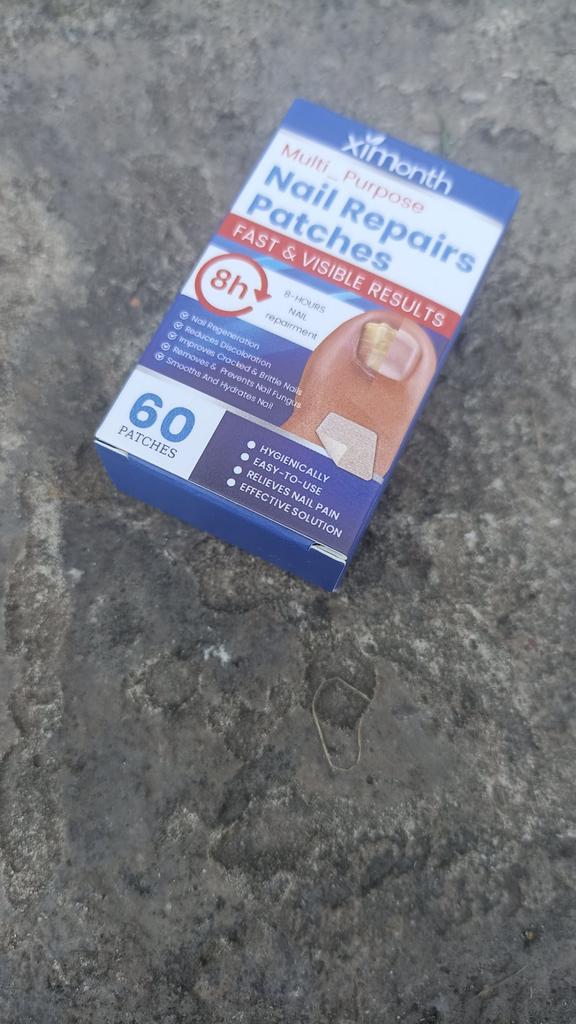 ximonth
Multi_Purpose
Nail Repairs
Patches
FAST & VISIBLE RESULTS
8h
8-HOURS
NAIL
repairment
Nail Regeneration
Reduces Discoloration
Improves Cracked & Brittle Nails
Removes & Prevents Nail Fungus
Smooths And Hydrates Nail
60
PATCHES
HYGIENICALLY
EASY-TO-USE
RELIEVES NAIL PAIN
EFFECTIVE SOLUTION